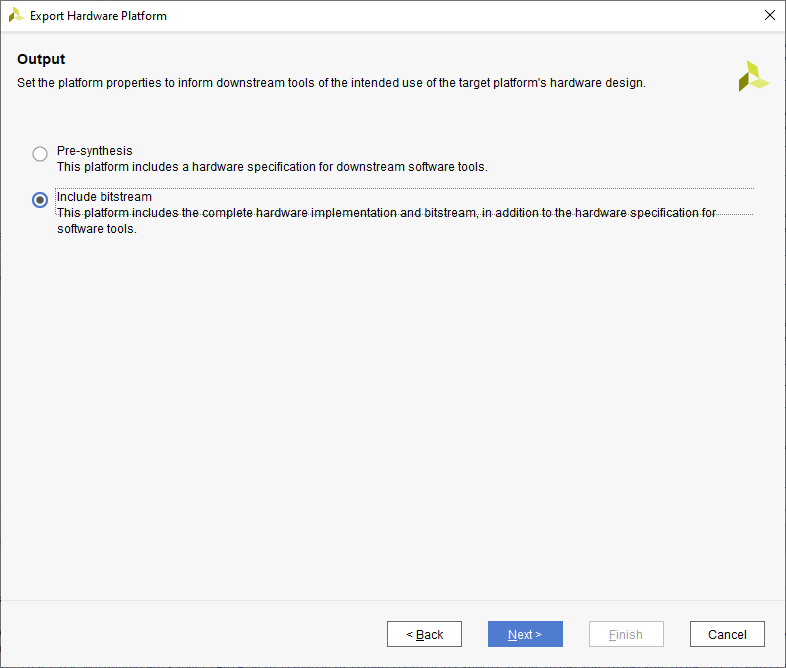 Export Hardware Platform
Output
Set the platform properties to inform downstream tools of the intended use of the target platform's hardware design.
Pre-synthesis
This platform includes a hardware specification for downstream software tools.
Include bitstream
This platform includes the complete hardware implementation and bitstream, in addition to the hardware specification for
software tools.
< Back
Next >
Finish
Cancel